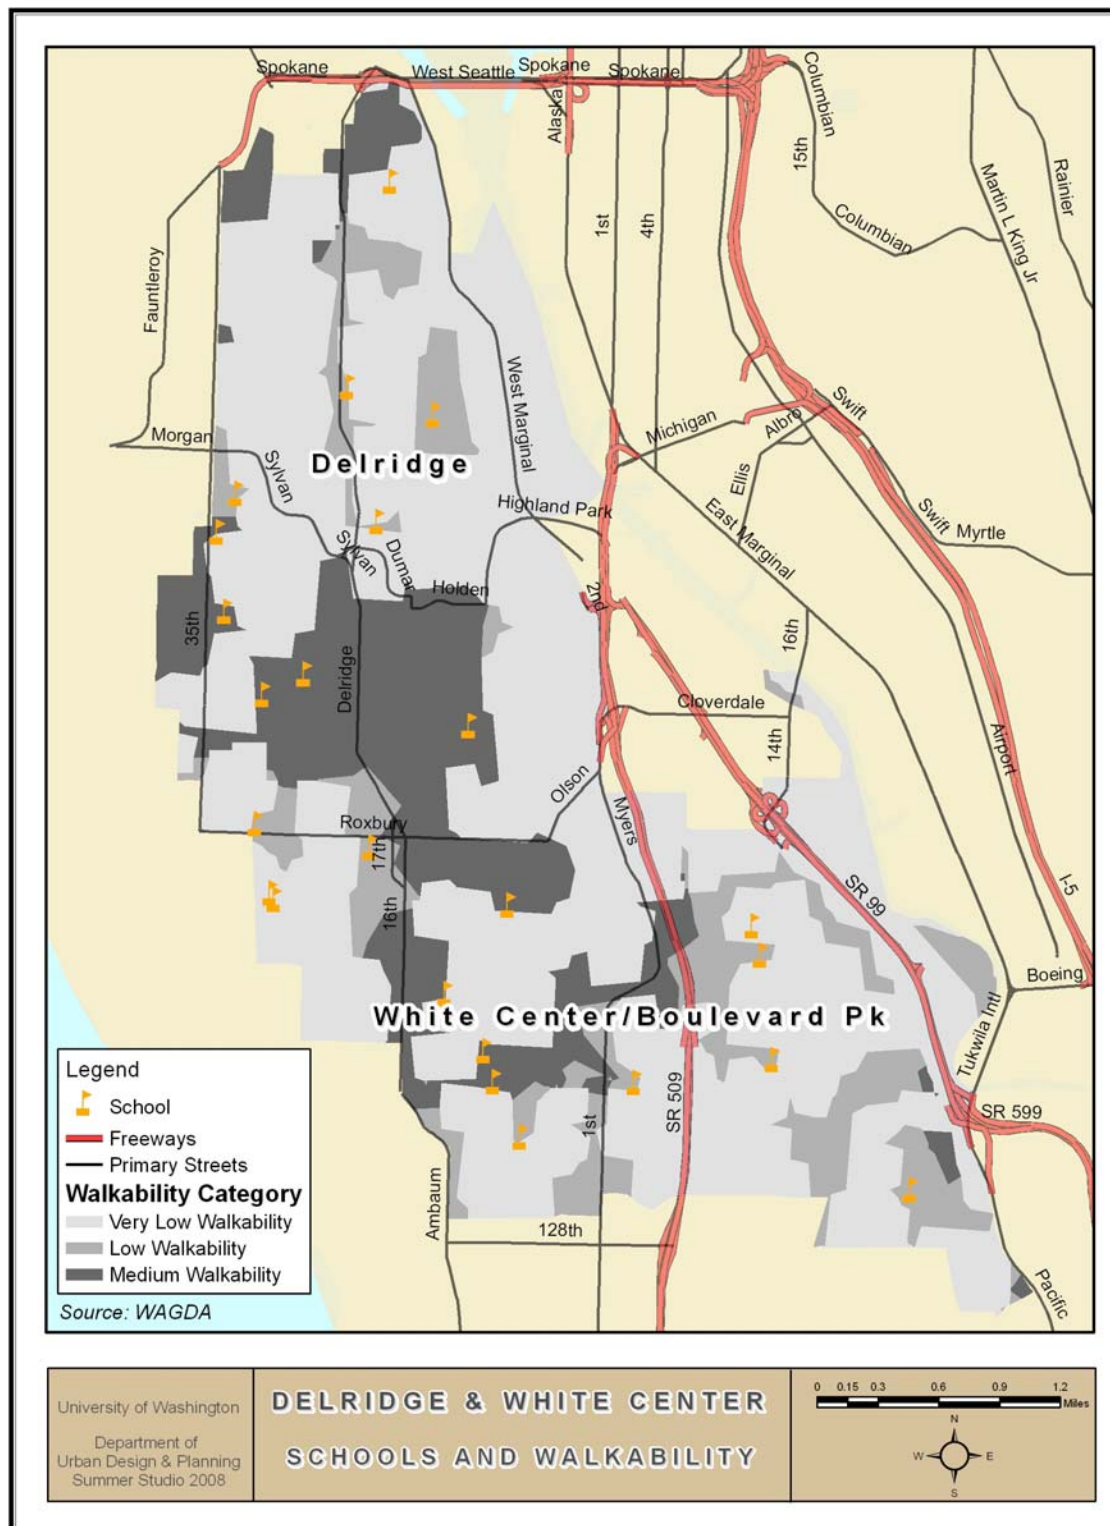 Spokane
West Seattle
Spokane
Spokane
Alaska
Columbian
15th
Columbian
Martin L King Jr
Rainier
1st
4th
Fauntleroy
West Marginal
Morgan
Sylvan
Delridge
Michigan
Albro
Swift
Ellis
Highland Park
East Marginal
Swift
Myrtle
Sylvan
Dumar
Holden
2nd
35th
Delridge
16th
Cloverdale
14th
Airport
Olson
Myers
Roxbury
17th
16th
SR 99
I-5
Boeing
White Center/Boulevard Pk
Tukwila Intl
SR 509
1st
SR 599
Ambaum
128th
Pacific
Legend
School
Freeways
Primary Streets
Walkability Category
Very Low Walkability
Low Walkability
Medium Walkability
Source: WAGDA
University of Washington
Department of
Urban Design & Planning
Summer Studio 2008
DELRIDGE & WHITE CENTER
SCHOOLS AND WALKABILITY
0 0.15 0.3 0.6 0.9 1.2
Miles
N
W E
S